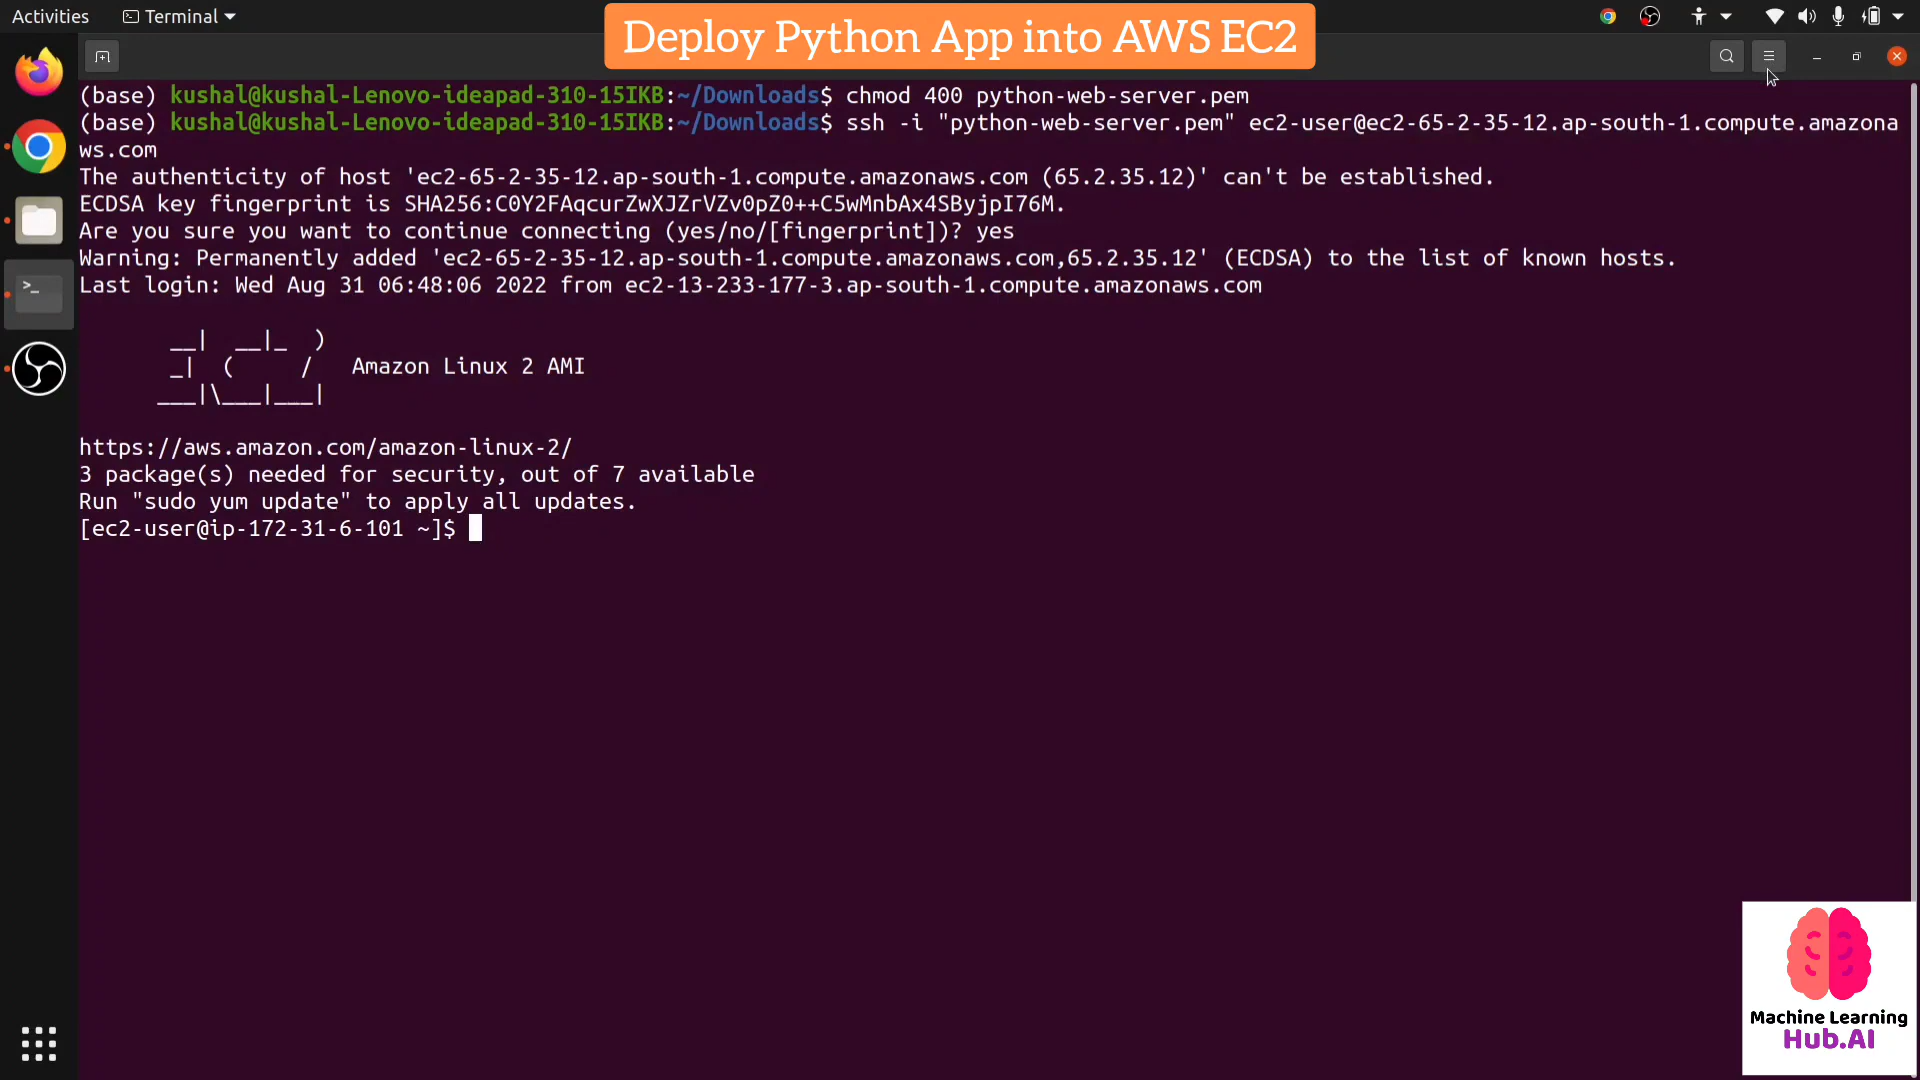 Activities
Terminal
Deploy Python App into AWS EC2
(base) kushal@kushal-Lenovo-ideapad-310-15IKB:~/Downloads$ chmod 400 python-web-server.pem
(base) kushal@kushal-Lenovo-ideapad-310-15IKB:~/Downloads$ ssh -i "python-web-server.pem" ec2-user@ec2-65-2-35-12.ap-south-1.compute.amazona
ws.com
The authenticity of host 'ec2-65-2-35-12.ap-south-1.compute.amazonaws.com (65.2.35.12)' can't be established.
ECDSA key fingerprint is SHA256:C0Y2FAqcurZwXJZrVZv0pZ0++C5wMnbAx4SByjpI76M.
Are you sure you want to continue connecting (yes/no/[fingerprint])? yes
Warning: Permanently added 'ec2-65-2-35-12.ap-south-1.compute.amazonaws.com,65.2.35.12' (ECDSA) to the list of known hosts.
Last login: Wed Aug 31 06:48:06 2022 from ec2-13-233-177-3.ap-south-1.compute.amazonaws.com
       __|  __|_  )
       _|  (     /   Amazon Linux 2 AMI
      ___|\___|___|
https://aws.amazon.com/amazon-linux-2/
3 package(s) needed for security, out of 7 available
Run "sudo yum update" to apply all updates.
[ec2-user@ip-172-31-6-101 ~]$
Machine Learning
Hub.AI